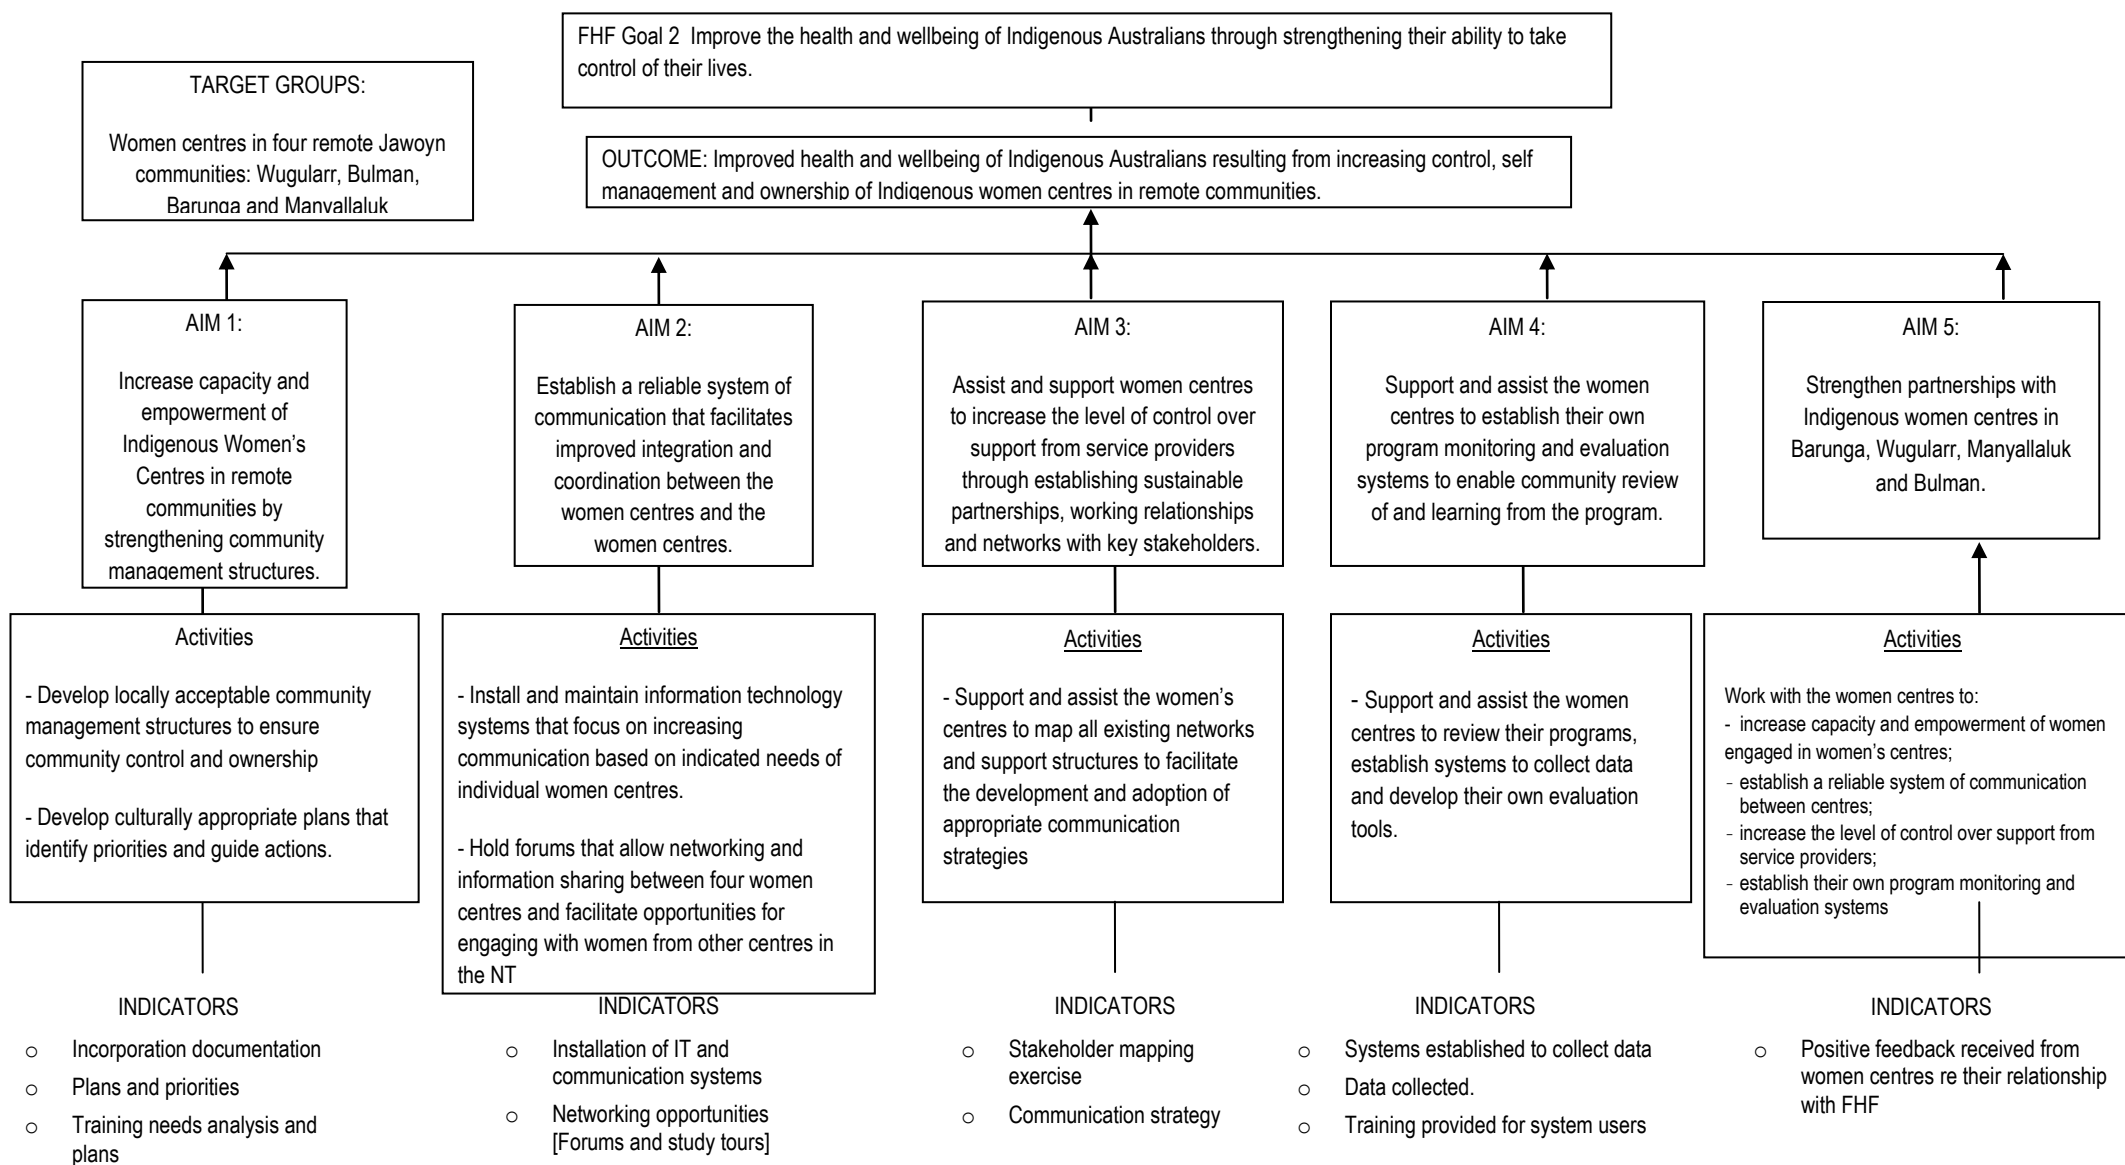 FHF Goal 2  Improve the health and wellbeing of Indigenous Australians through strengthening their ability to take
control of their lives.
TARGET GROUPS:
Women centres in four remote Jawoyn
communities: Wugularr, Bulman,
Barunga and Manyallaluk
OUTCOME: Improved health and wellbeing of Indigenous Australians resulting from increasing control, self
management and ownership of Indigenous women centres in remote communities.
AIM 1:
Increase capacity and
empowerment of
Indigenous Women's
Centres in remote
communities by
strengthening community
management structures.
AIM 2:
Establish a reliable system of
communication that facilitates
improved integration and
coordination between the
women centres and the
women centres.
AIM 3:
Assist and support women centres
to increase the level of control over
support from service providers
through establishing sustainable
partnerships, working relationships
and networks with key stakeholders.
AIM 4:
Support and assist the women
centres to establish their own
program monitoring and evaluation
systems to enable community review
of and learning from the program.
AIM 5:
Strengthen partnerships with
Indigenous women centres in
Barunga, Wugularr, Manyallaluk
and Bulman.
Activities
- Develop locally acceptable community
management structures to ensure
community control and ownership
- Develop culturally appropriate plans that
identify priorities and guide actions.
Activities
- Install and maintain information technology
systems that focus on increasing
communication based on indicated needs of
individual women centres.
- Hold forums that allow networking and
information sharing between four women
centres and facilitate opportunities for
engaging with women from other centres in
the NT
Activities
- Support and assist the women's
centres to map all existing networks
and support structures to facilitate
the development and adoption of
appropriate communication
strategies
Activities
- Support and assist the women
centres to review their programs,
establish systems to collect data
and develop their own evaluation
tools.
Activities
Work with the women centres to:
- increase capacity and empowerment of women
engaged in women's centres;
- establish a reliable system of communication
between centres;
- increase the level of control over support from
service providers;
- establish their own program monitoring and
evaluation systems
INDICATORS
o Incorporation documentation
o Plans and priorities
o Training needs analysis and
plans
INDICATORS
o Installation of IT and
communication systems
o Networking opportunities
[Forums and study tours]
INDICATORS
o Stakeholder mapping
exercise
o Communication strategy
INDICATORS
o Systems established to collect data
o Data collected.
o Training provided for system users
INDICATORS
o Positive feedback received from
women centres re their relationship
with FHF